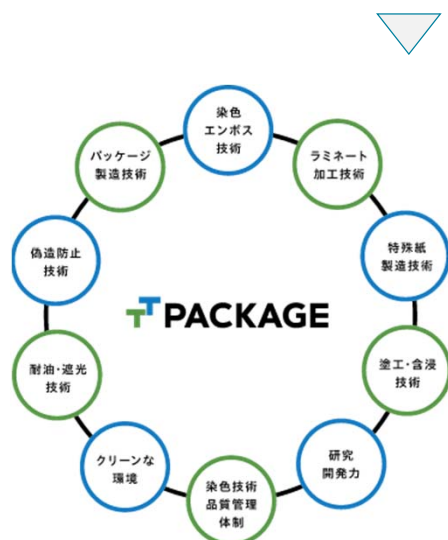 染色
エンボス
技術
ラミネート
加工技術
特殊紙
製造技術
塗工・含浸
技術
研究
開発力
染色技術
品質管理
体制
クリーンな
環境
耐油・遮光
技術
偽造防止
技術
パッケージ
製造技術
TT PACKAGE